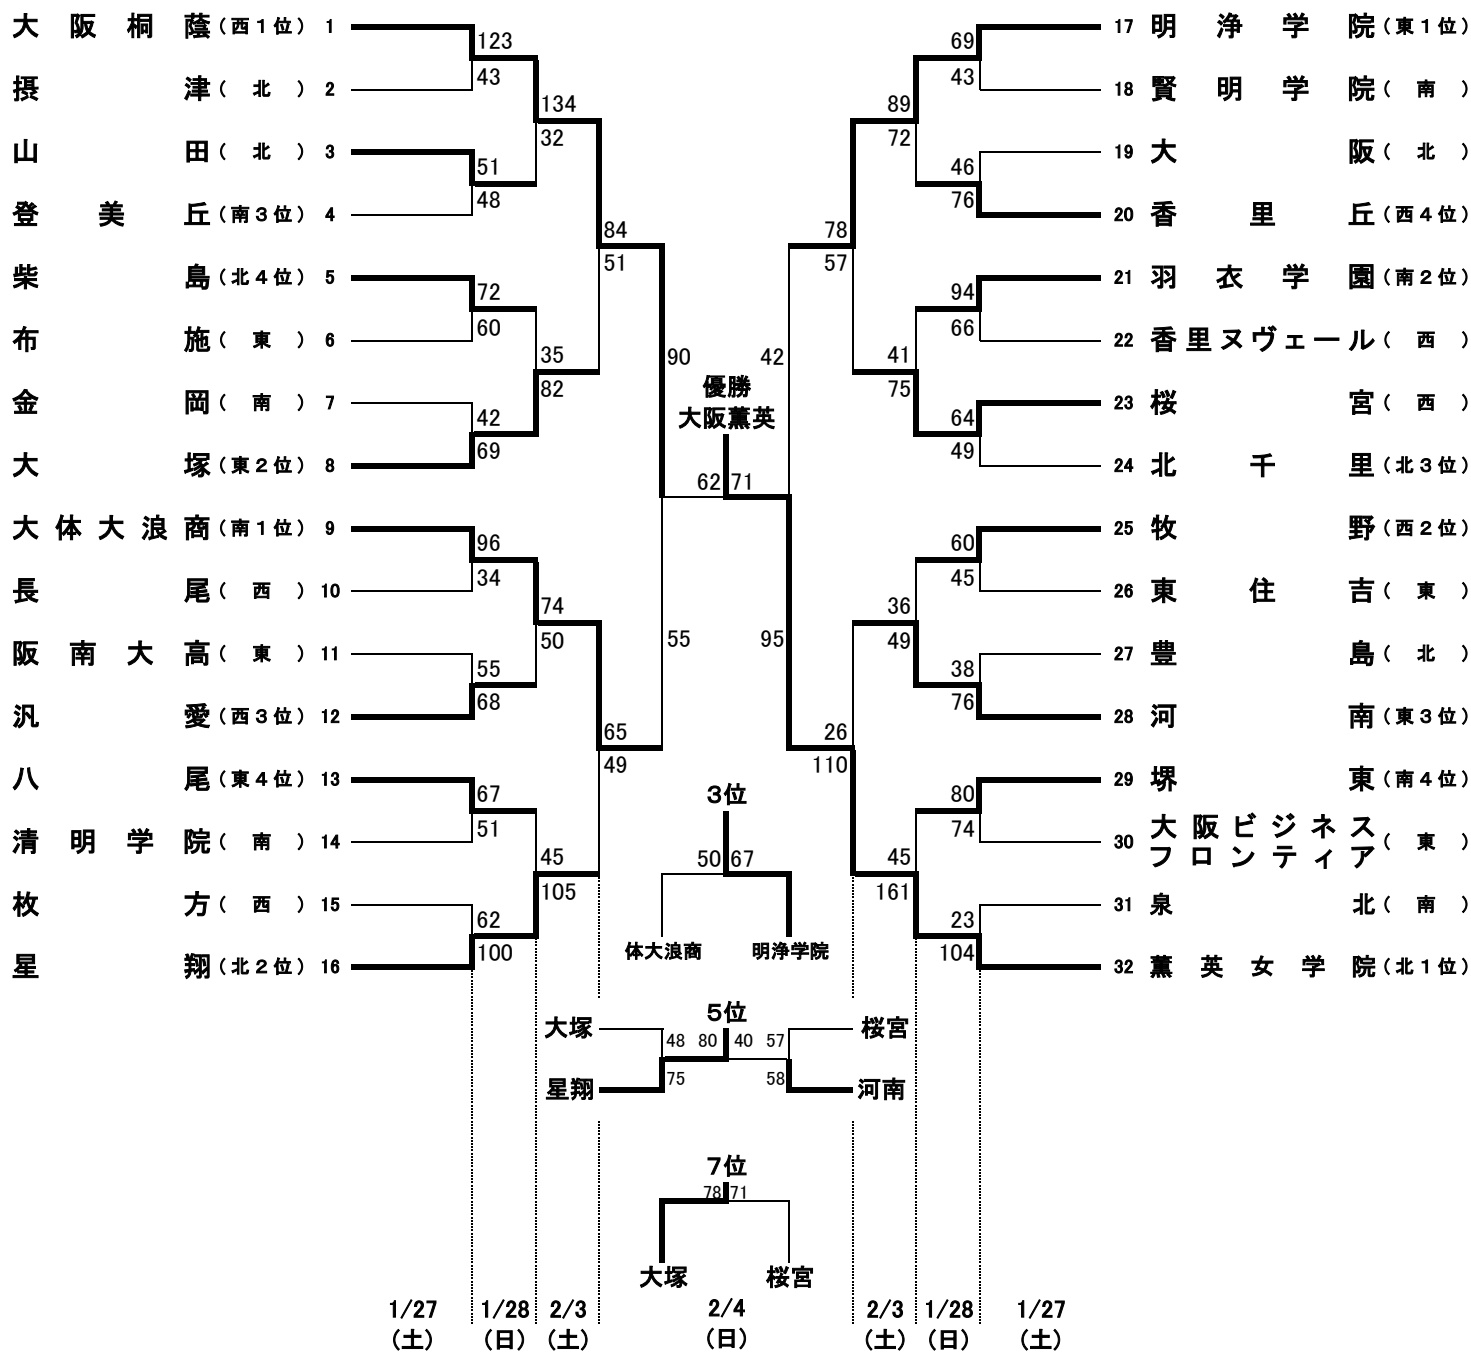 大阪桐蔭（西１位） 1
摂津（北） 2
山田（北） 3
登美丘（南３位） 4
柴島（北４位） 5
布施（東） 6
金岡（南） 7
大塚（東２位） 8
大体大浪商（南１位） 9
長尾（西） 10
阪南大高（東） 11
汎愛（西３位） 12
八尾（東４位） 13
清明学院（南） 14
枚方（西） 15
星翔（北２位） 16
123
43
51
48
72
60
42
69
96
34
55
68
67
51
62
100
134
32
35
82
74
50
45
105
84
51
65
49
90
55
優勝
大阪薫英
62 71
42
95
78
57
26
110
89
72
41
75
36
49
45
161
69
43
46
76
94
66
64
49
60
45
38
76
80
74
23
104
17 明浄学院（東１位）
18 賢明学院（南）
19 大阪（北）
20 香里丘（西４位）
21 羽衣学園（南２位）
22 香里ヌヴェール（西）
23 桜宮（西）
24 北千里（北３位）
25 牧野（西２位）
26 東住吉（東）
27 豊島（北）
28 河南（東３位）
29 堺東（南４位）
30 大阪ビジネス
フロンティア（東）
31 泉北（南）
32 薫英女学院（北１位）
３位
50 67
体大浪商 明浄学院
５位
大塚 48 80 40 57 桜宮
星翔 75 58 河南
７位
78 71
大塚 桜宮
1/27 1/28 2/3 2/4 2/3 1/28 1/27
（土） （日） （土） （日） （土） （日） （土）